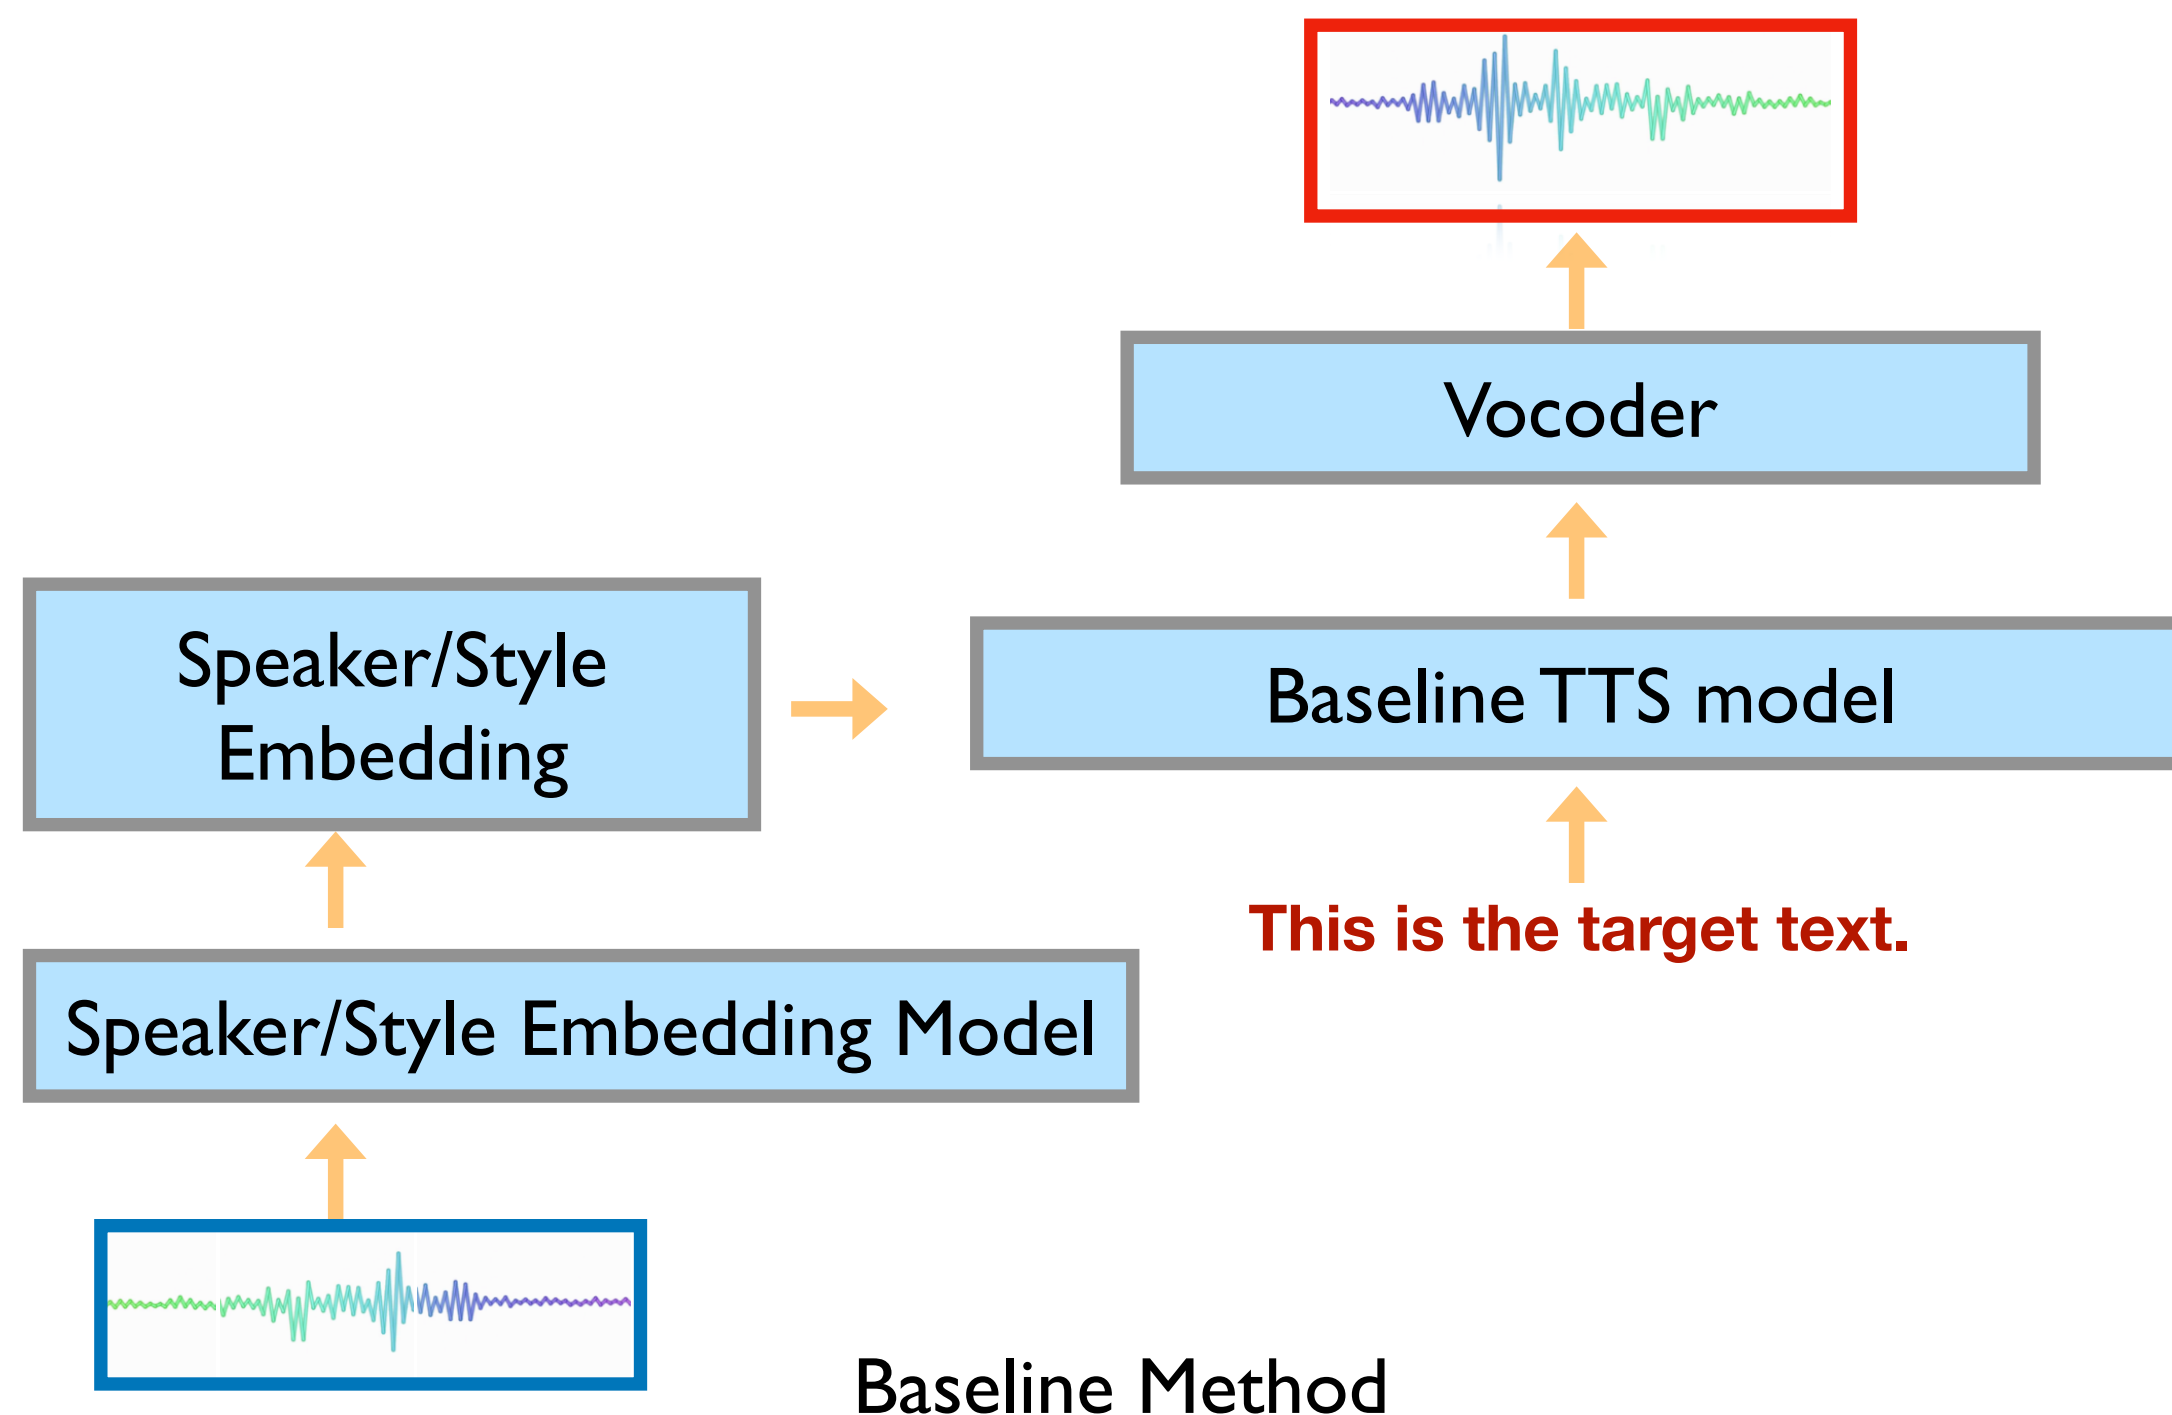 Vocoder
Speaker/Style
Embedding
Baseline TTS model
This is the target text.
Speaker/Style Embedding Model
Baseline Method